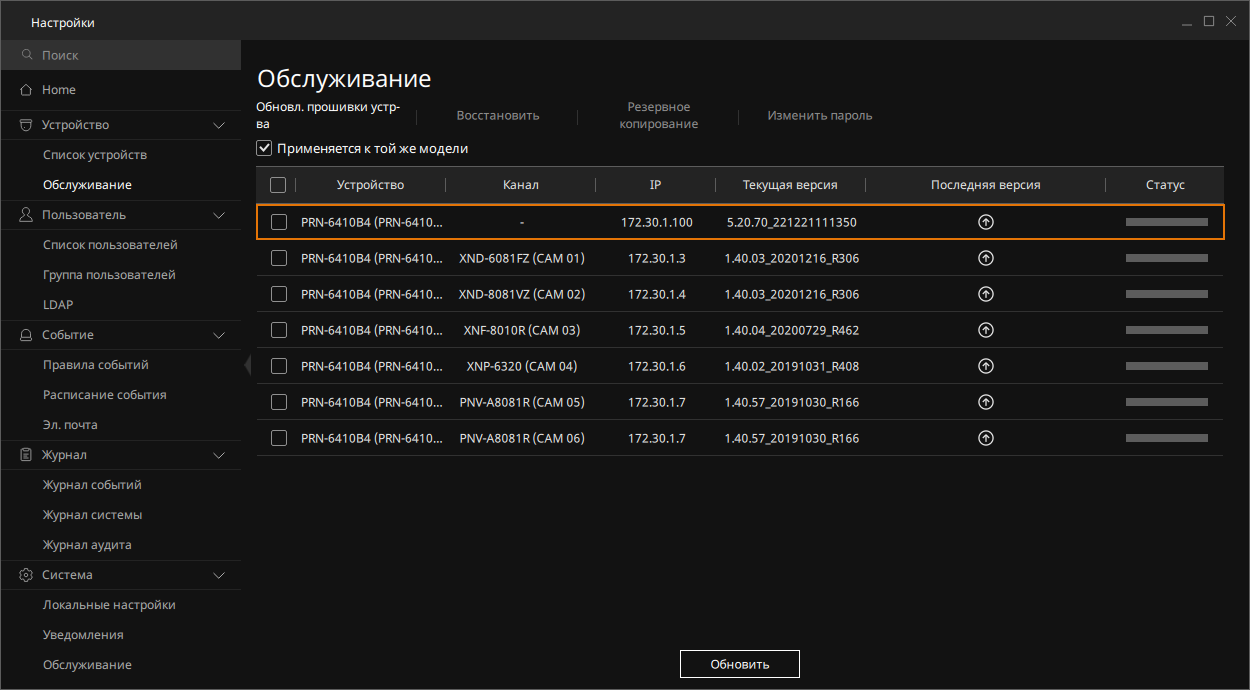 Настройки
Поиск
Home
Устройство
Список устройств
Обслуживание
Пользователь
Список пользователей
Группа пользователей
LDAP
Событие
Правила событий
Расписание события
Эл. почта
Журнал
Журнал событий
Журнал системы
Журнал аудита
Система
Локальные настройки
Уведомления
Обслуживание
Обслуживание
Обновл. прошивки устр-
ва
Восстановить
Резервное
копирование
Изменить пароль
Применяется к той же модели
Устройство Канал IP Текущая версия Последняя версия Статус
PRN-6410B4 (PRN-6410... - 172.30.1.100 5.20.70_221221111350
PRN-6410B4 (PRN-6410... XND-6081FZ (CAM 01) 172.30.1.3 1.40.03_20201216_R306
PRN-6410B4 (PRN-6410... XND-8081VZ (CAM 02) 172.30.1.4 1.40.03_20201216_R306
PRN-6410B4 (PRN-6410... XNF-8010R (CAM 03) 172.30.1.5 1.40.04_20200729_R462
PRN-6410B4 (PRN-6410... XNP-6320 (CAM 04) 172.30.1.6 1.40.02_20191031_R408
PRN-6410B4 (PRN-6410... PNV-A8081R (CAM 05) 172.30.1.7 1.40.57_20191030_R166
PRN-6410B4 (PRN-6410... PNV-A8081R (CAM 06) 172.30.1.7 1.40.57_20191030_R166
Обновить